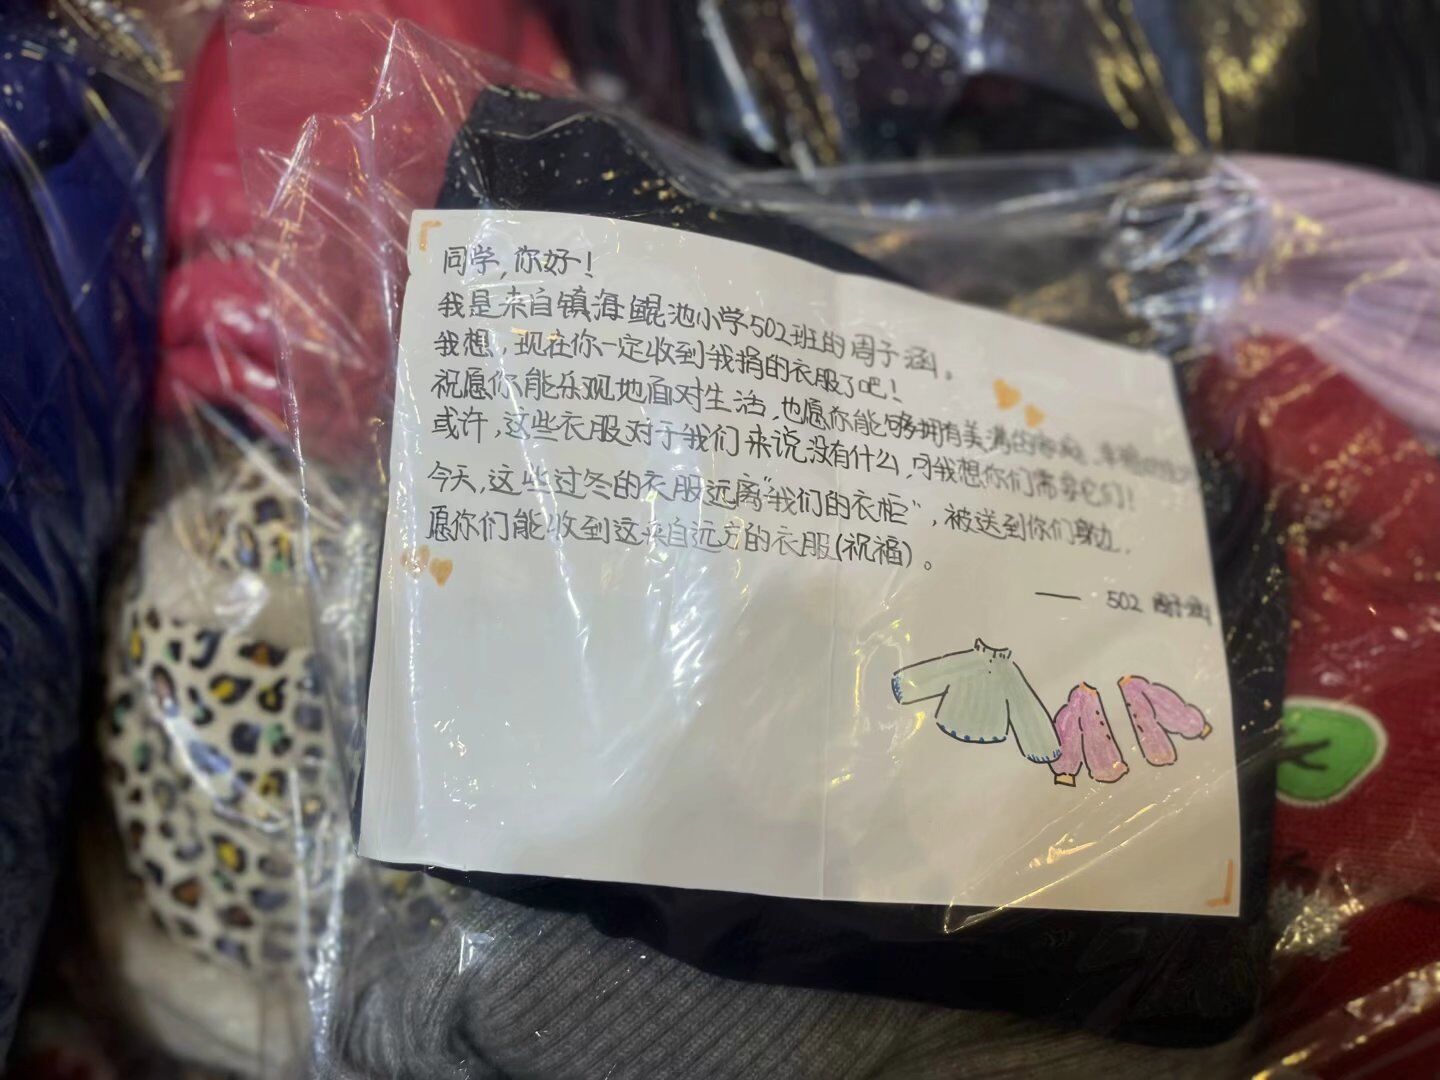 同学,你好!
我是来自镇海鲲池小学502班的周子涵。
我想,现在你一定收到我捐的衣服了吧!
祝愿你能乐观地面对生活,也愿你能够拥有美满的
或许,这些衣服对于我们来说没有什么,可我想你们需要它们!
今天,这些过冬的衣服远离“我们的衣柜”,被送到你们身边.
愿你们能收到这来自远方的衣服(祝福)。
— 502 周子涵